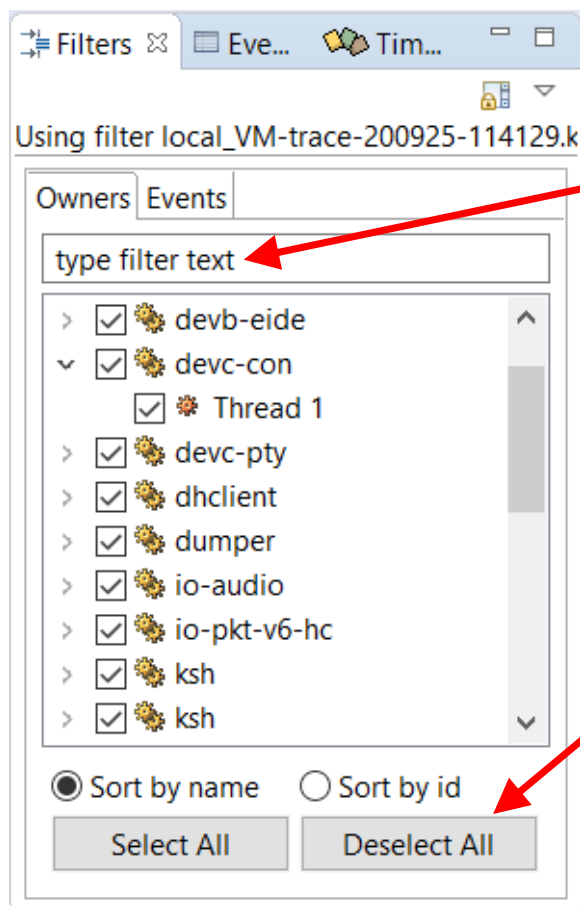 Filters Eve... Tim...
Using filter local_VM-trace-200925-114129.k
Owners Events
type filter text
devb-eide
devc-con
Thread 1
devc-pty
dhclient
dumper
io-audio
io-pkt-v6-hc
ksh
ksh
Sort by name Sort by id
Select All Deselect All